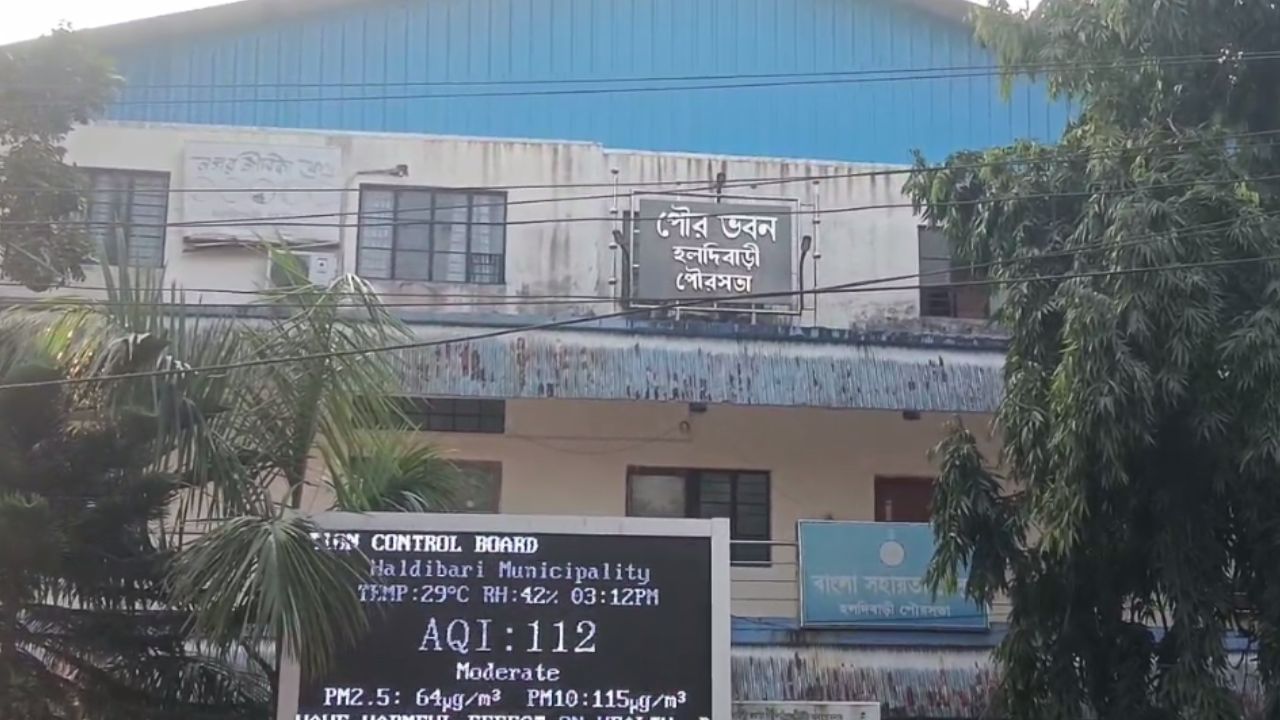 পৌর ভবন
হলদিবাড়ী
পৌরসভা
CONTROL BOARD
Haldibari Municipality
TEMP:29°C RH:42% 03:12PM
AQI:112
Moderate
PM2.5: 64µg/m³ PM10:115µg/m³
বাংলা সহায়তা
হলদিবাড়ী পৌরসভা